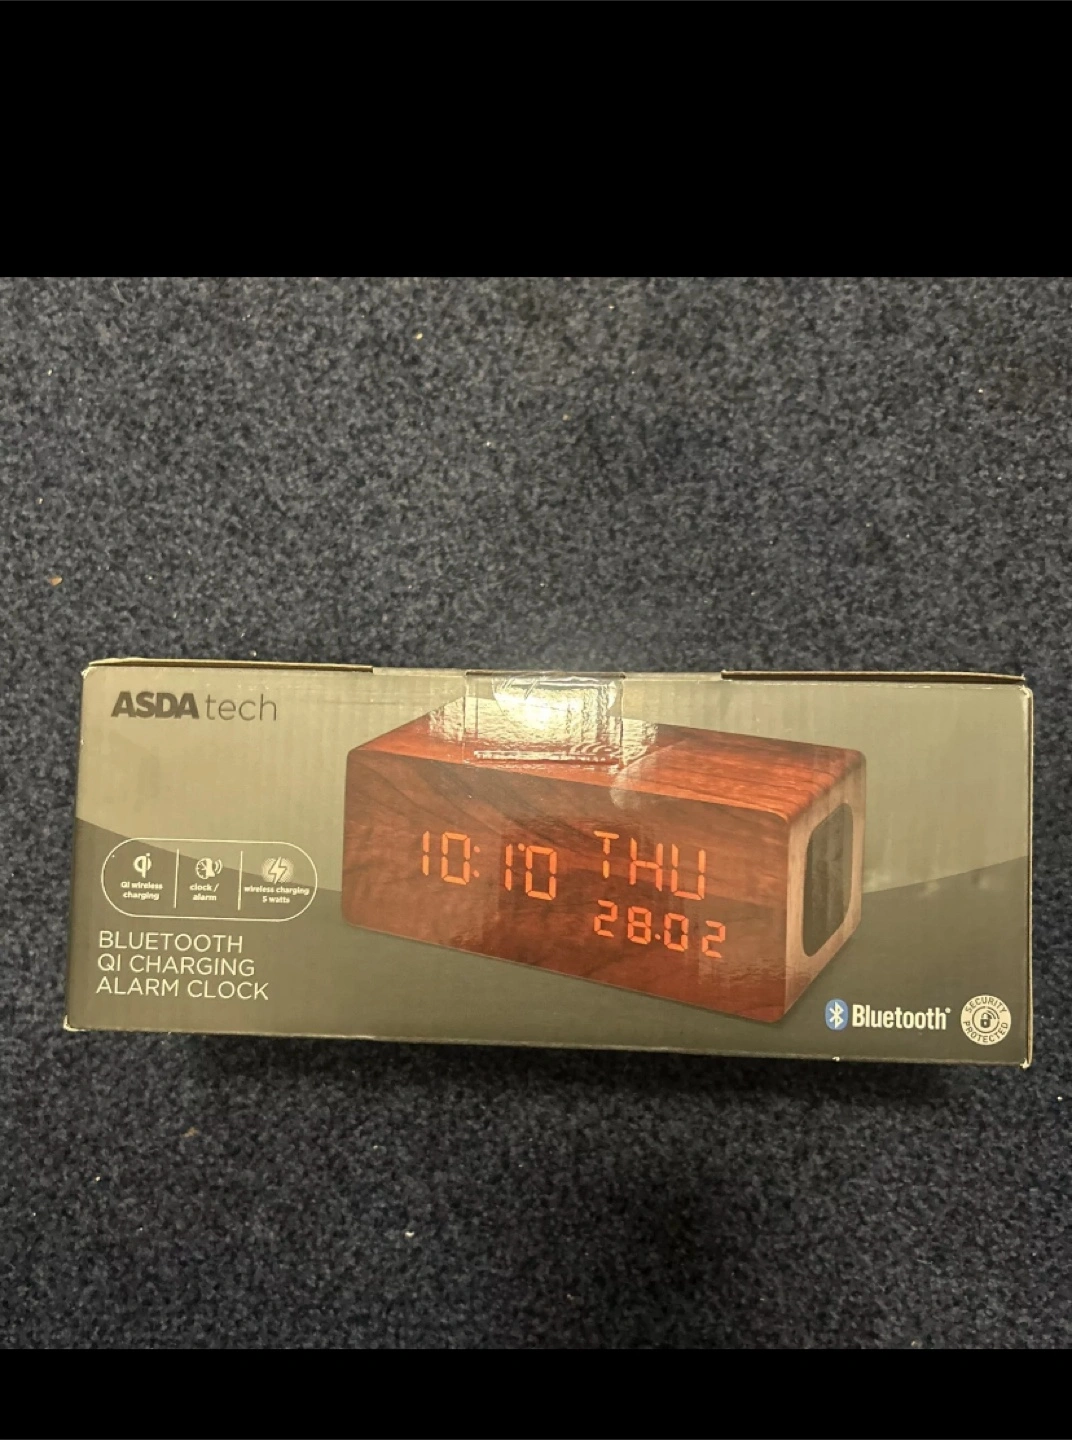 ASDA tech
10:10 THU
28.02
qi
QI wireless
charging
clock /
alarm
wireless charging
5 watts
BLUETOOTH
QI CHARGING
ALARM CLOCK
Bluetooth®
SECURITY
PROTECTED